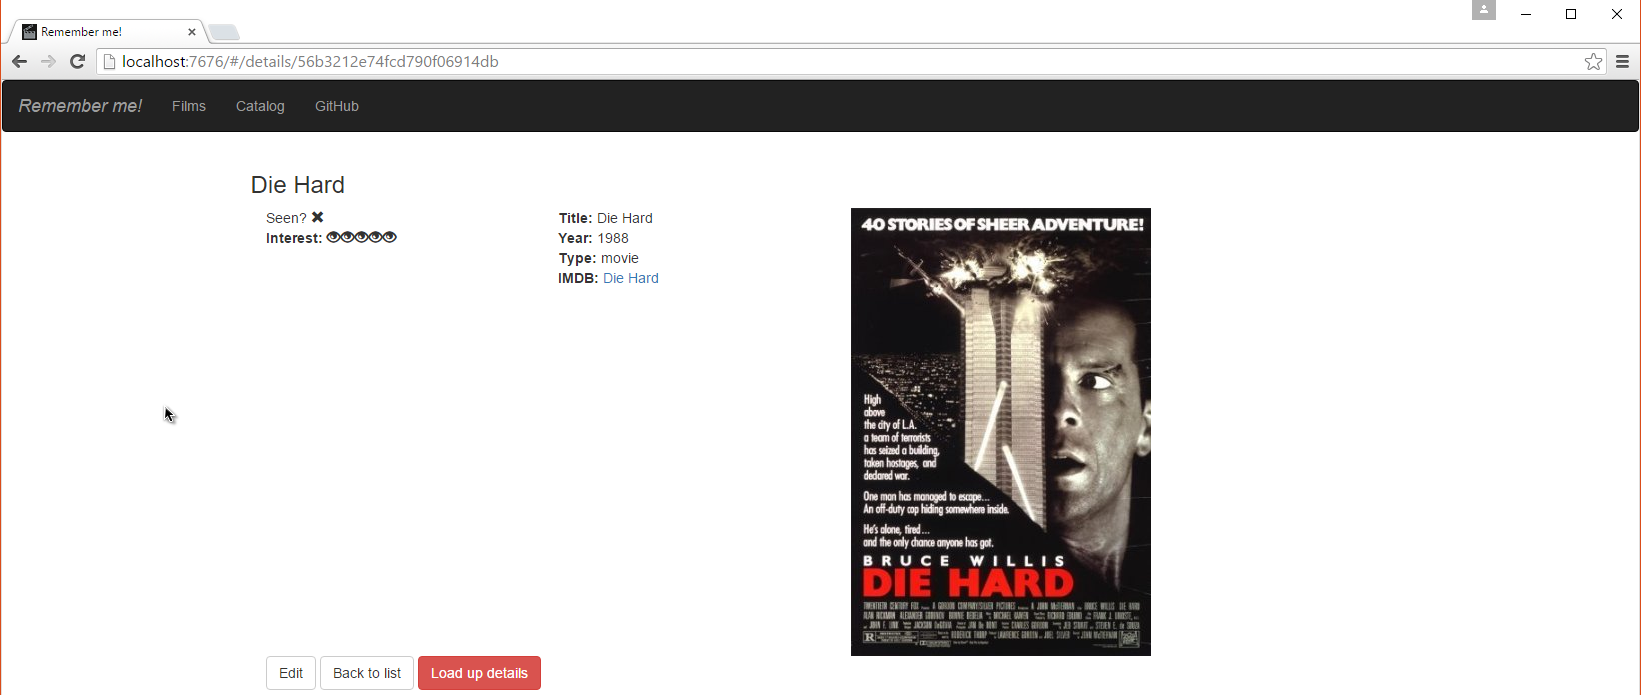 Remember me!
localhost:7676/#/details/56b3212e74fcd790f06914db
Remember me! Films Catalog GitHub
Die Hard
Seen?
Interest:
Title: Die Hard
Year: 1988
Type: movie
IMDB: Die Hard
40 STORIES OF SHEER ADVENTURE!
High
above
the city of L.A.
a team of terrorists
has seized a building,
taken hostages, and
declared war.
One man has managed to escape...
An off-duty cop hiding somewhere inside.
He's alone, tired...
and the only chance anyone has got.
BRUCE WILLIS
DIE HARD
R
Edit Back to list Load up details